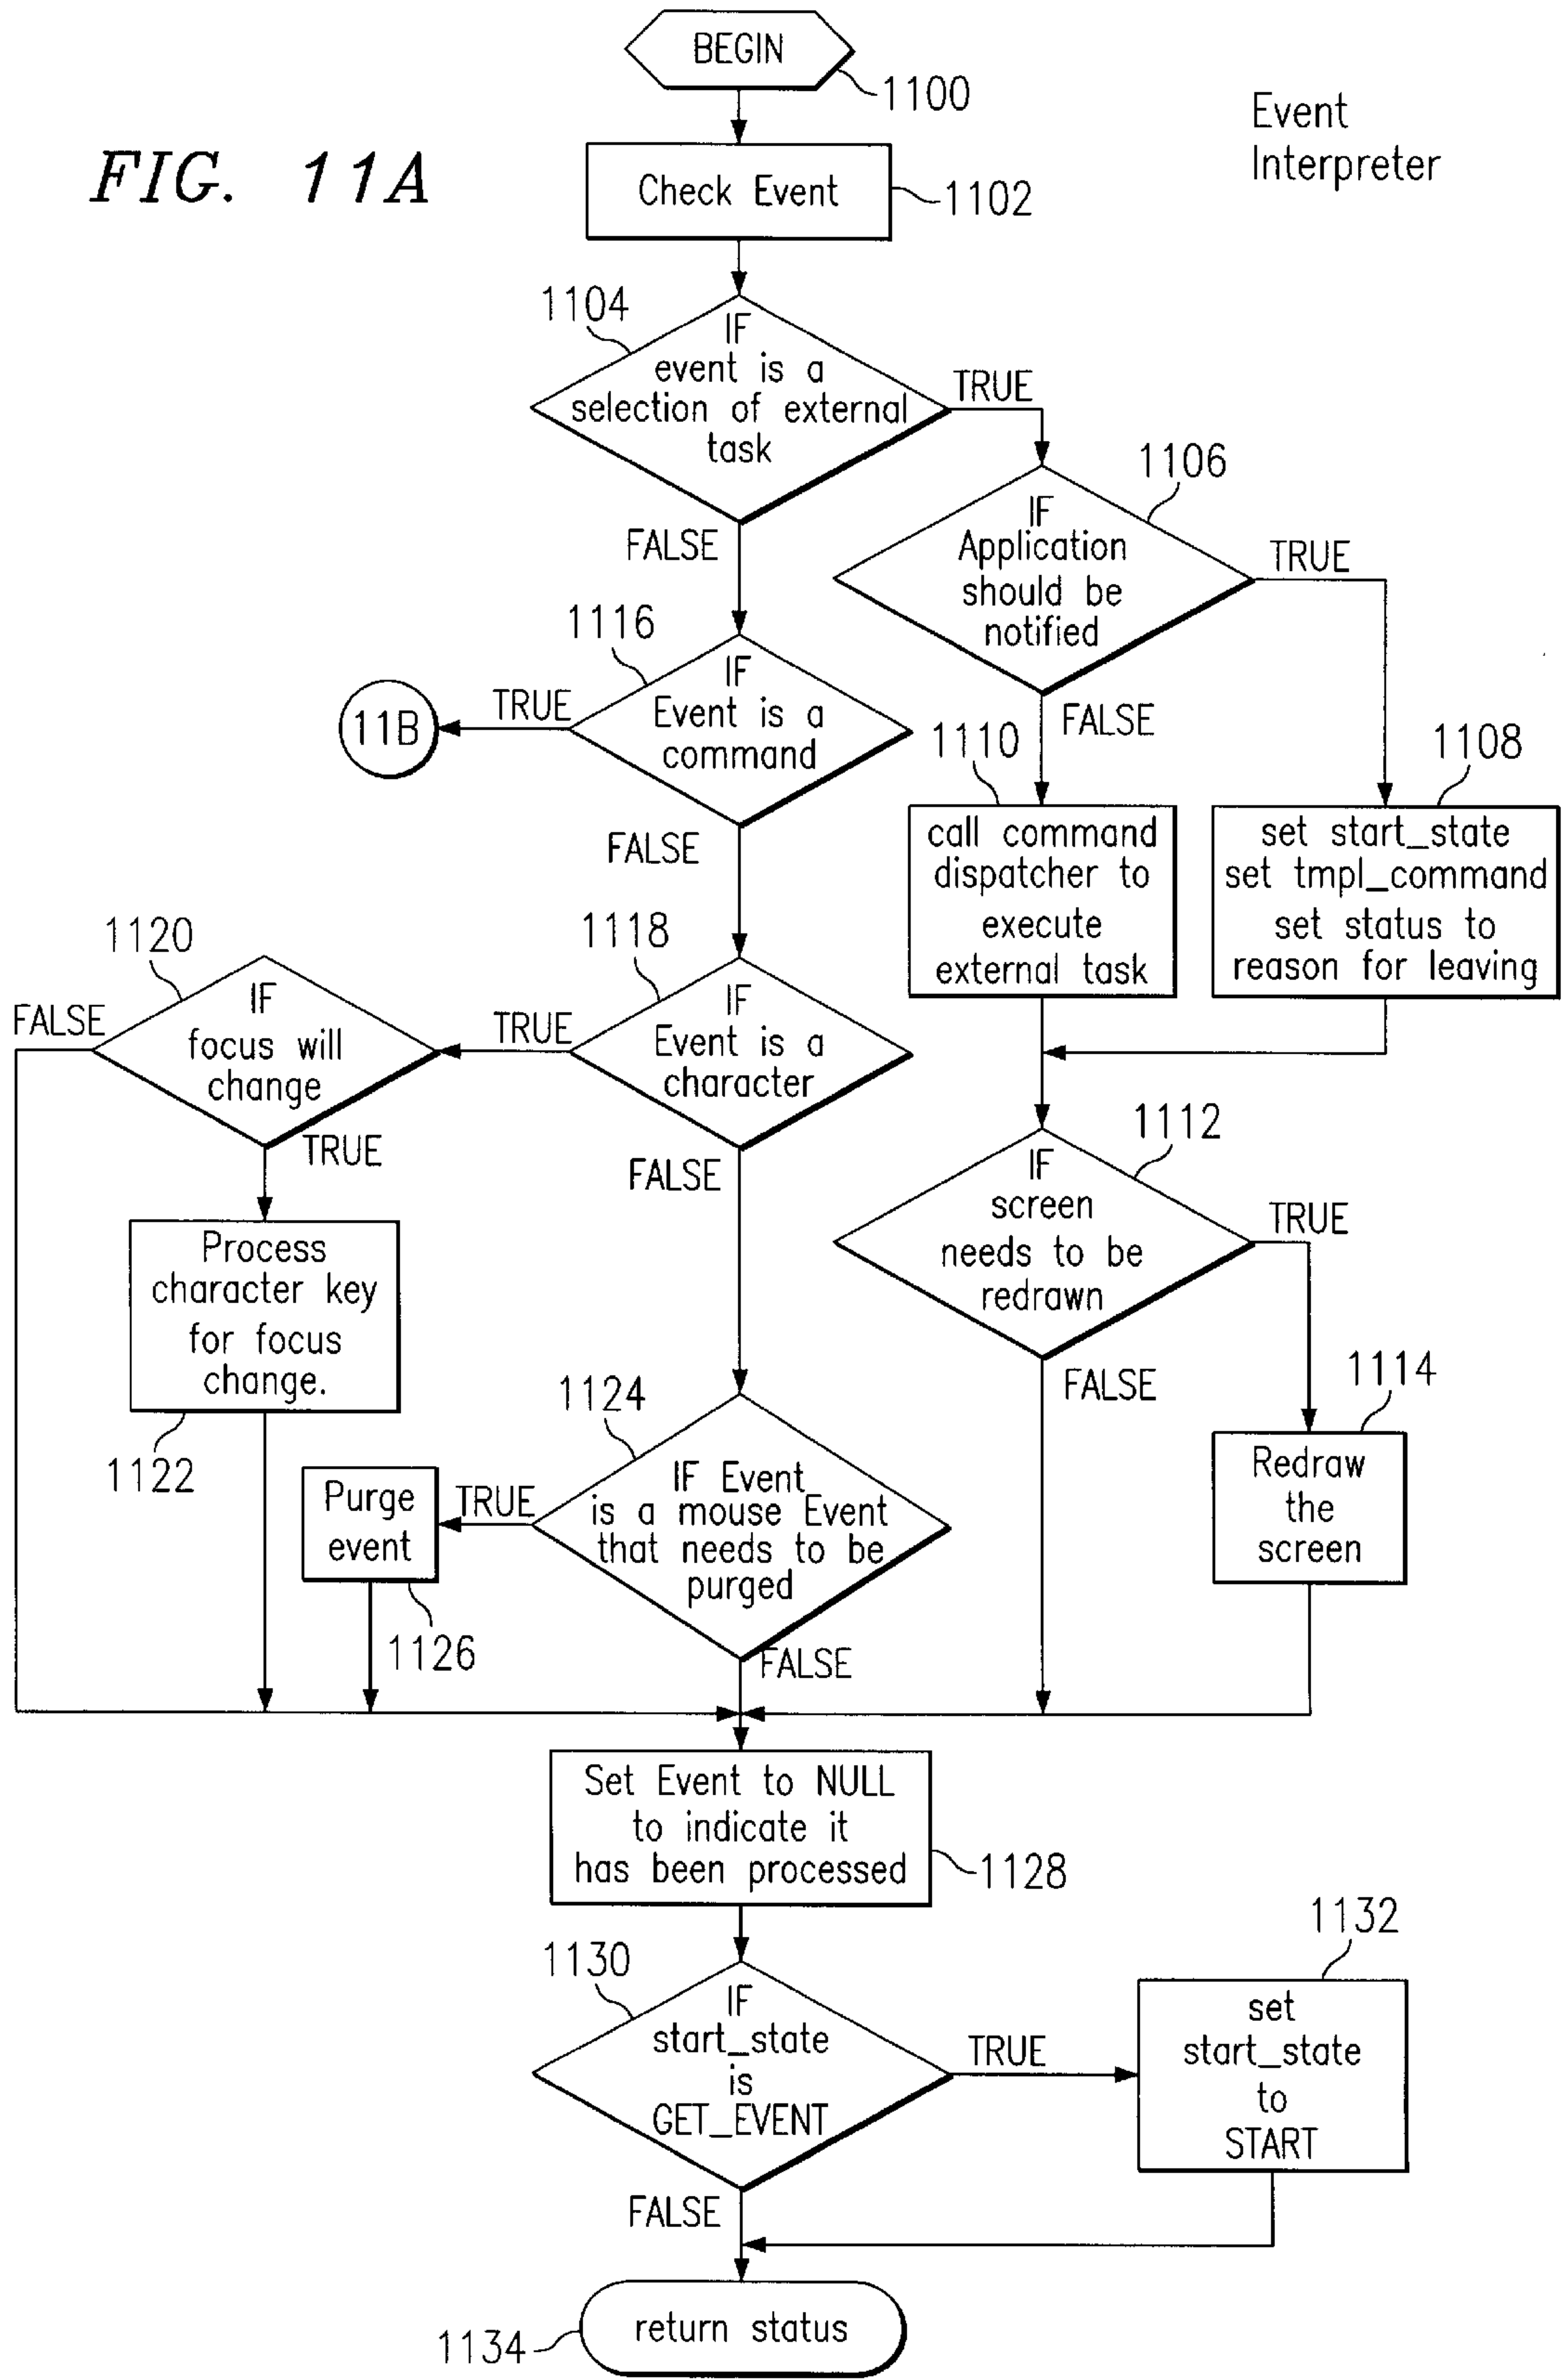 BEGIN
1100
Event
Interpreter
FIG. 11A
Check Event
1102
1104
IF
event is a
selection of external
task
TRUE
FALSE
1106
IF
Application
should be
notified
TRUE
FALSE
1116
IF
Event is a
command
TRUE
11B
FALSE
1110
call command
dispatcher to
execute
external task
1108
set start_state
set tmpl_command
set status to
reason for leaving
1118
IF
Event is a
character
TRUE
FALSE
1120
IF
focus will
change
FALSE
TRUE
Process
character key
for focus
change.
1122
1112
IF
screen
needs to be
redrawn
TRUE
FALSE
1114
Redraw
the
screen
1124
IF Event
is a mouse Event
that needs to be
purged
TRUE
FALSE
Purge
event
1126
Set Event to NULL
to indicate it
has been processed
1128
1130
IF
start_state
is
GET_EVENT
TRUE
FALSE
1132
set
start_state
to
START
return status
1134